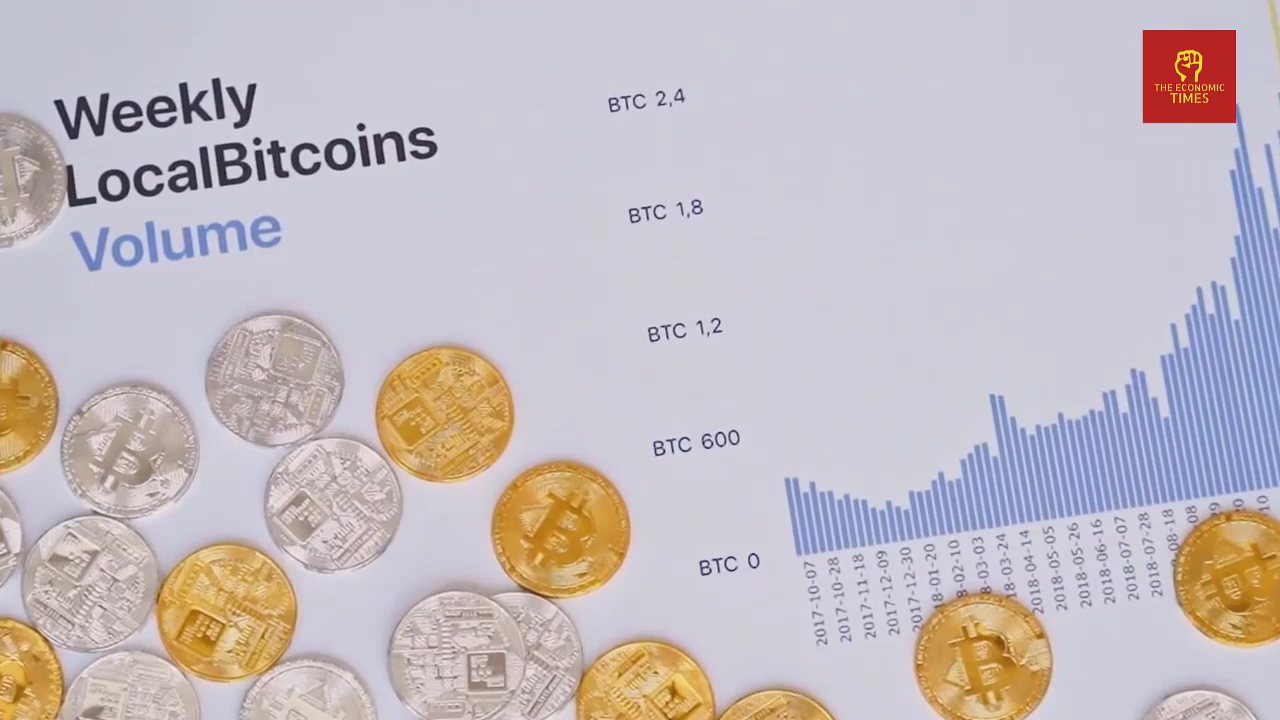 Weekly
LocalBitcoins
Volume
THE ECONOMIC
TIMES
BTC 2,4
BTC 1,8
BTC 1,2
BTC 600
BTC 0
2017-10-07
2017-10-28
2017-11-18
2017-12-09
2017-12-30
2018-01-20
2018-02-10
2018-03-03
2018-03-24
2018-04-14
2018-05-05
2018-05-26
2018-06-16
2018-07-07
2018-07-28
2018-08-18